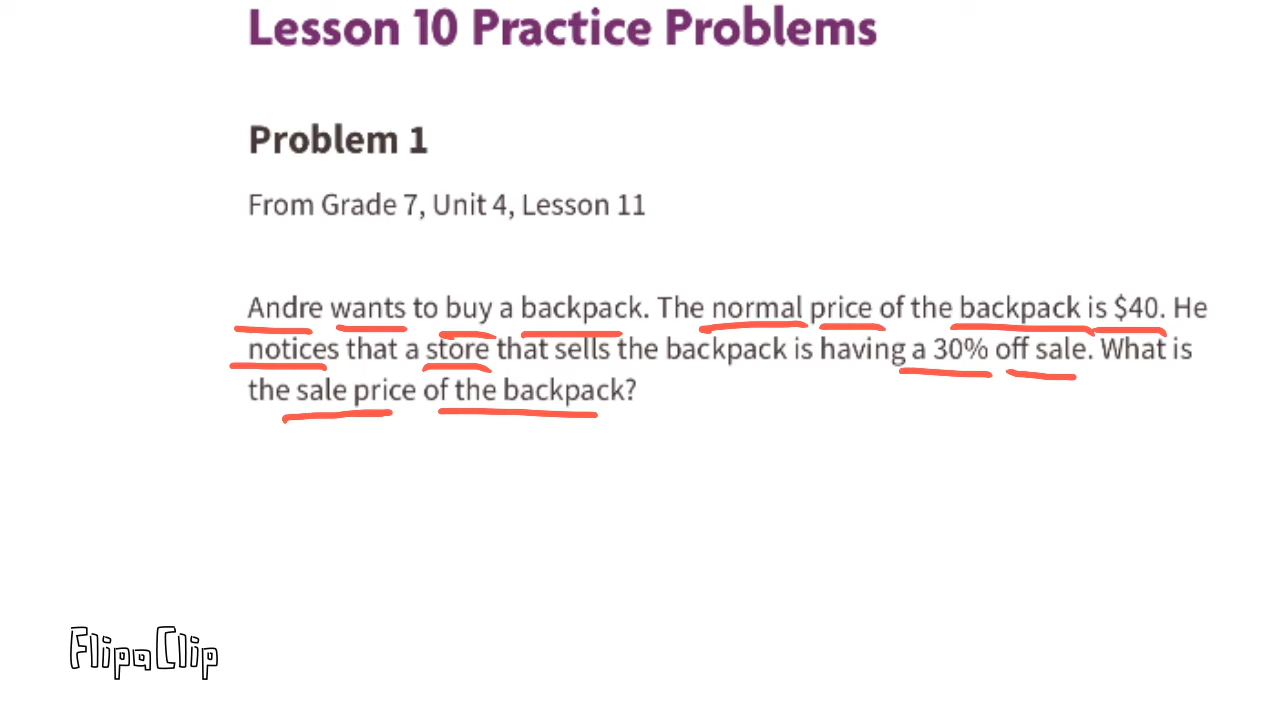 Lesson 10 Practice Problems
Problem 1
From Grade 7, Unit 4, Lesson 11
Andre wants to buy a backpack. The normal price of the backpack is $40. He
notices that a store that sells the backpack is having a 30% off sale. What is
the sale price of the backpack?
FlipaClip